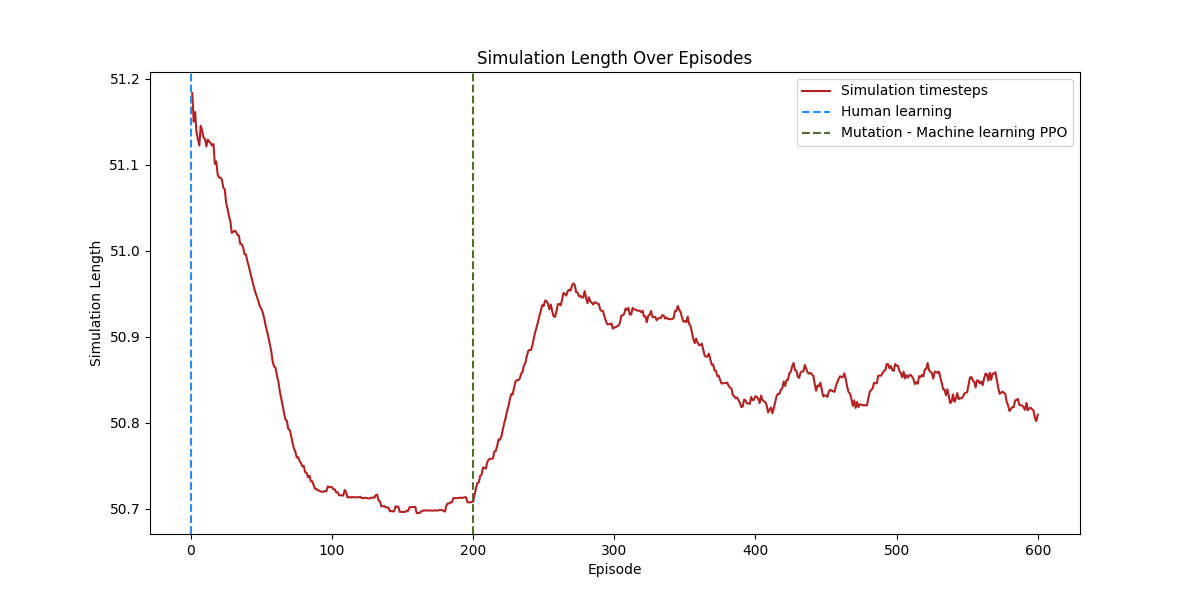 Simulation Length Over Episodes
51.2
51.1
51.0
50.9
50.8
50.7
Simulation Length
Simulation timesteps
Human learning
Mutation - Machine learning PPO
0 100 200 300 400 500 600
Episode